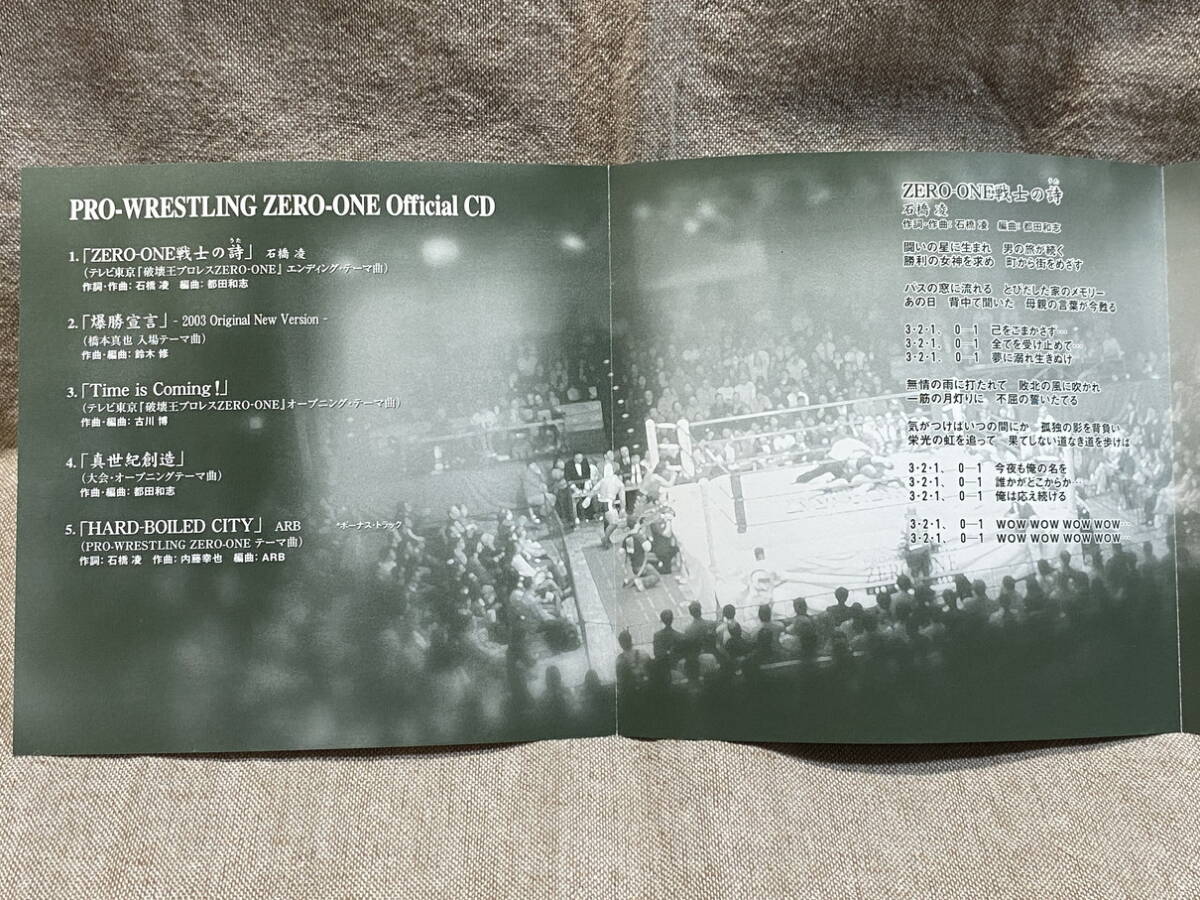 PRO-WRESTLING ZERO-ONE Official CD
1.「ZERO-ONE戦士の詩」 石橋 凌
うた
(テレビ東京『破壊王プロレスZERO-ONE』エンディング・テーマ曲)
作詞・作曲:石橋 凌 編曲:都田和志
2.「爆勝宣言」- 2003 Original New Version -
(橋本真也 入場テーマ曲)
作曲・編曲:鈴木 修
3.「Time is Coming!」
(テレビ東京『破壊王プロレスZERO-ONE』オープニング・テーマ曲)
作曲・編曲:古川 博
4.「真世紀創造」
(大会・オープニングテーマ曲)
作曲・編曲:都田和志
5.「HARD-BOILED CITY」 ARB *ボーナス・トラック
(PRO-WRESTLING ZERO-ONE テーマ曲)
作詞:石橋 凌 作曲:内藤幸也 編曲:ARB
ZERO-ONE戦士の詩
うた
石橋 凌
作詞・作曲:石橋 凌 編曲:都田和志
闘いの星に生まれ 男の旅が続く
勝利の女神を求め 町から街をめざす
バスの窓に流れる とびだした家のメモリー
あの日 背中で聞いた 母親の言葉が今甦る
3・2・1、 0―1 己をごまかさず…
3・2・1、 0―1 全てを受け止めて…
3・2・1、 0―1 夢に溺れ生きぬけ
無情の雨に打たれて 敗北の風に吹かれ
一筋の月灯りに 不屈の誓いたてる
気がつけばいつの間にか 孤独の影を背負い
栄光の虹を追って 果てしない道なき道を歩けば
3・2・1、 0―1 今夜も俺の名を
3・2・1、 0―1 誰かがどこからか…
3・2・1、 0―1 俺は応え続ける
3・2・1、 0―1 WOW WOW WOW WOW…
3・2・1、 0―1 WOW WOW WOW WOW…